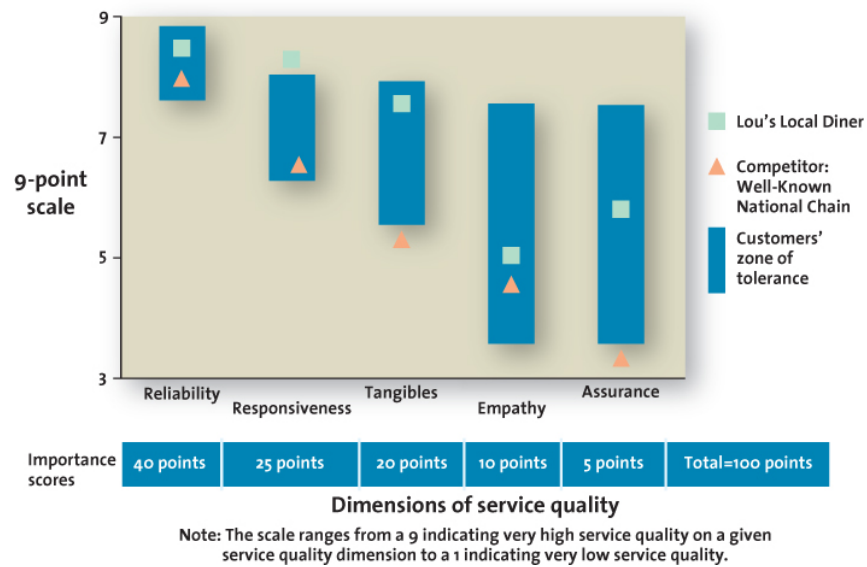 9
7
9-point
scale
5
3
Lou's Local Diner
Competitor:
Well-Known
National Chain
Customers'
zone of
tolerance
Reliability
Responsiveness
Tangibles
Empathy
Assurance
Importance
scores
40 points
25 points
20 points
10 points
5 points
Total=100 points
Dimensions of service quality
Note: The scale ranges from a 9 indicating very high service quality on a given
service quality dimension to a 1 indicating very low service quality.